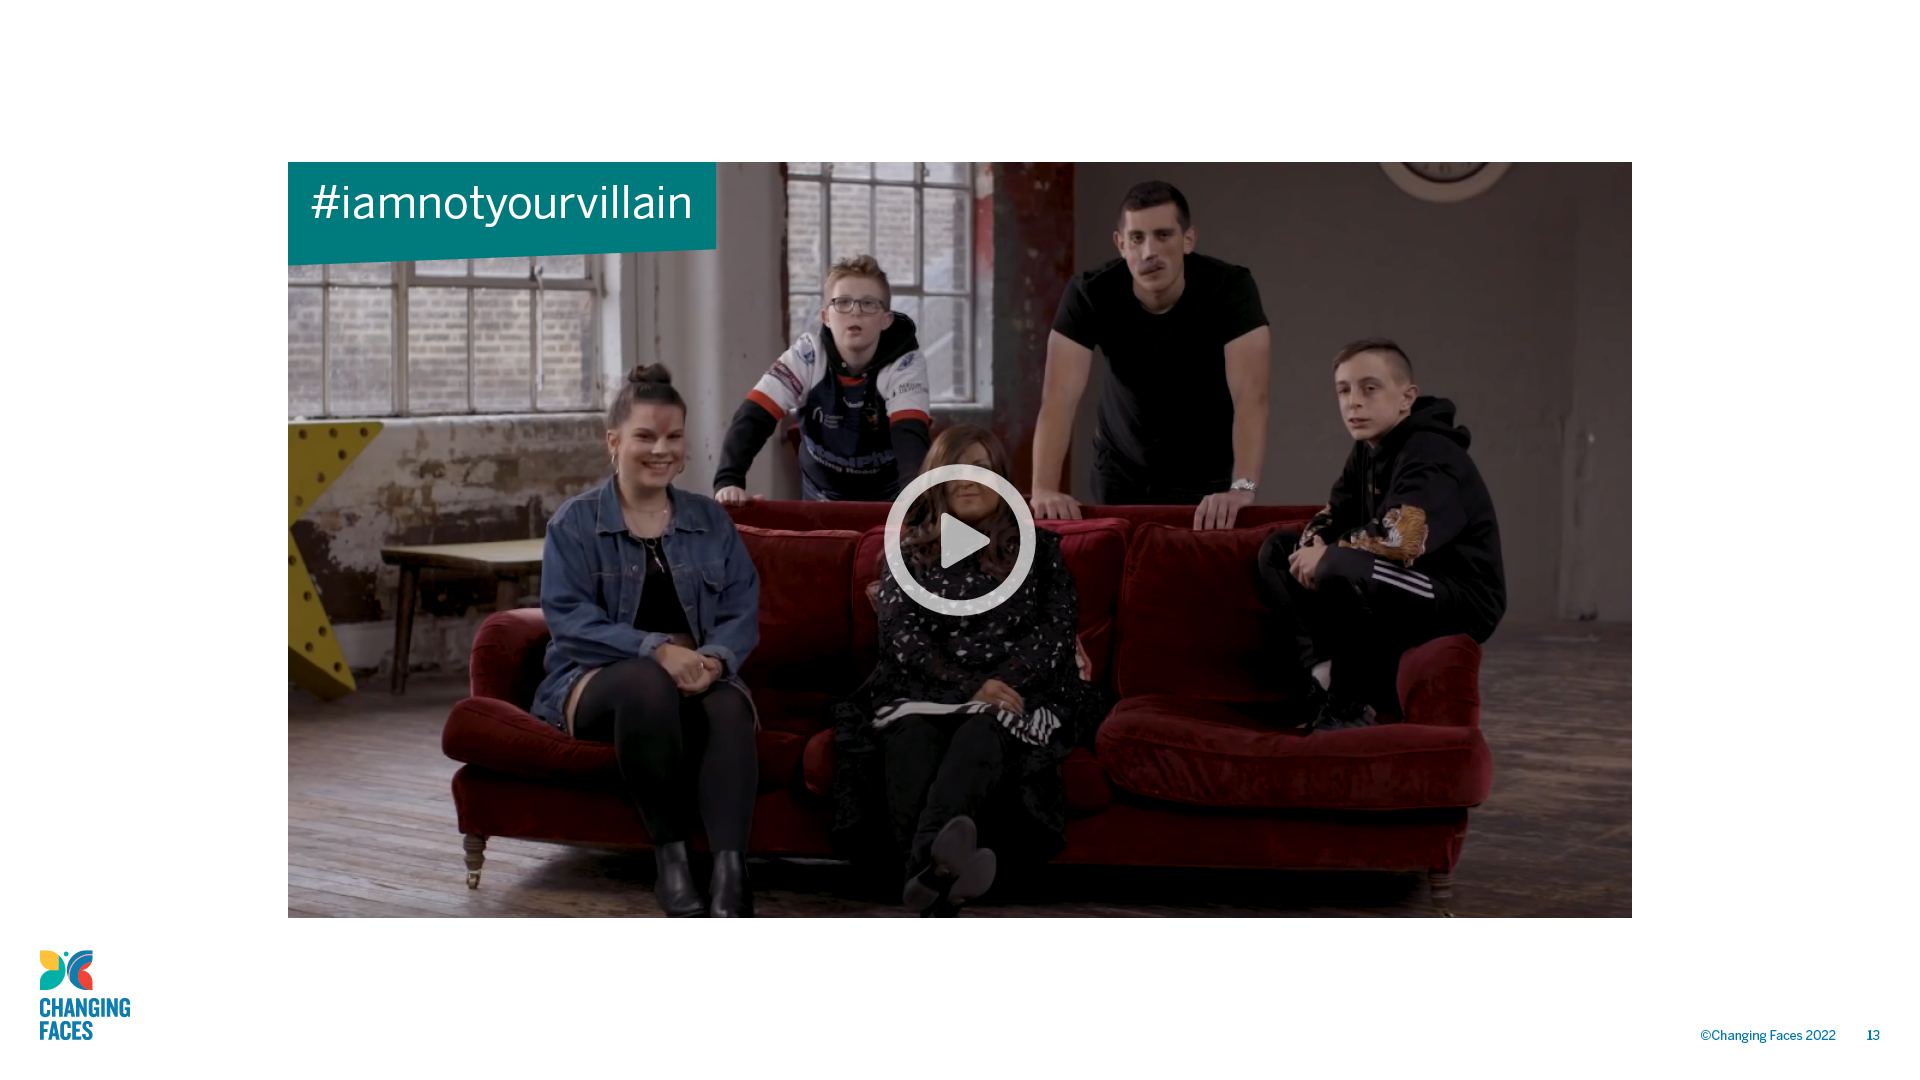 #iamnotyourvillain
CHANGING
FACES
©Changing Faces 2022
13